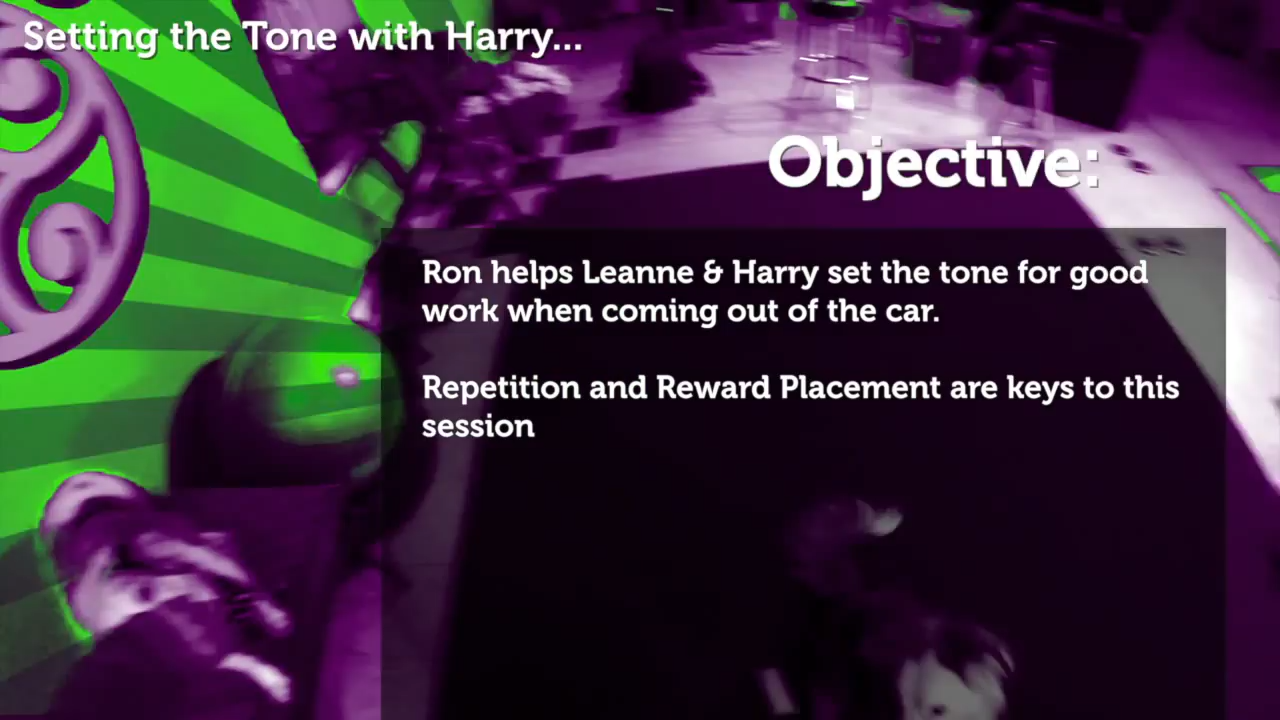 Setting the Tone with Harry...
Objective:
Ron helps Leanne & Harry set the tone for good
work when coming out of the car.
Repetition and Reward Placement are keys to this
session